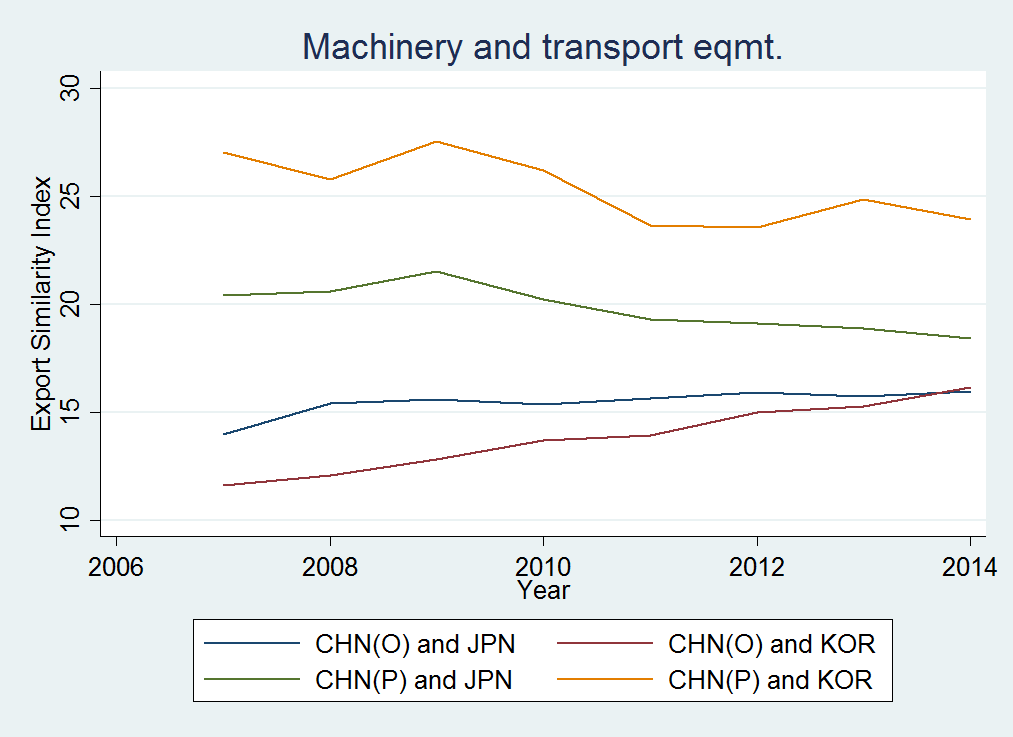 Machinery and transport eqmt.
Export Similarity Index
30
25
20
15
10
2006 2008 2010 2012 2014
Year
CHN(O) and JPN CHN(O) and KOR
CHN(P) and JPN CHN(P) and KOR